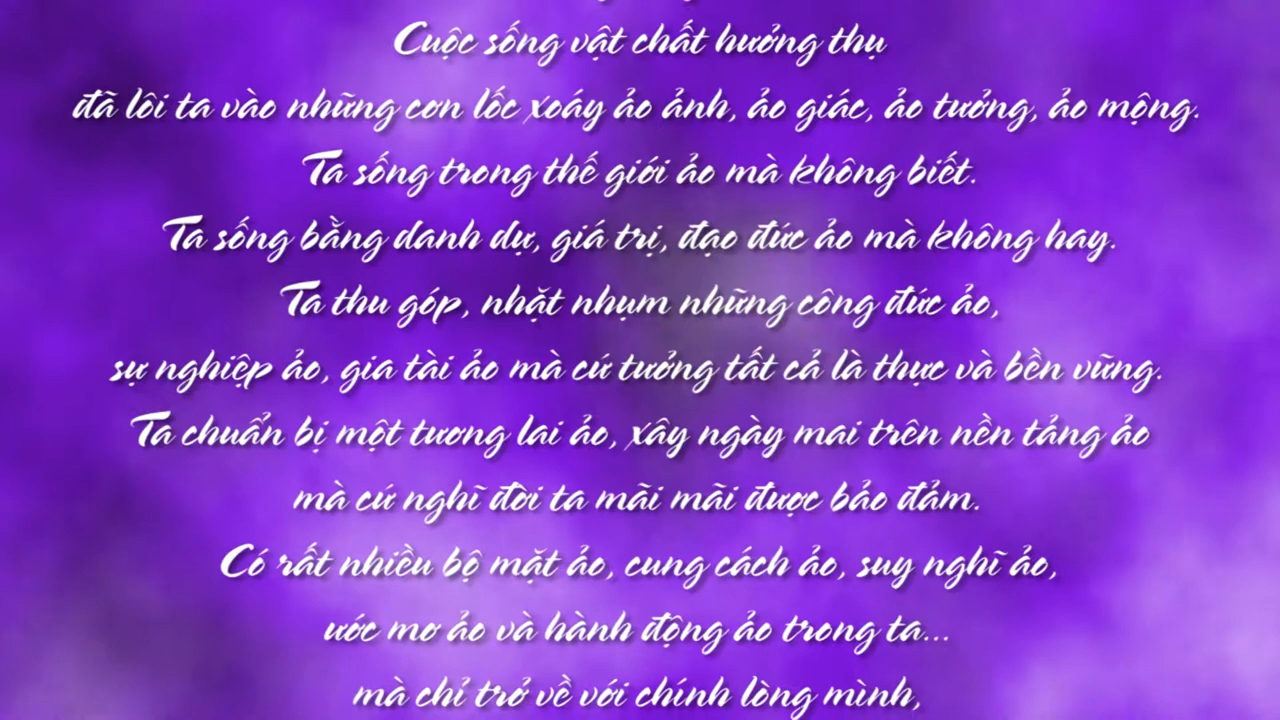 Cuộc sống vật chất hưởng thụ
đã lôi ta vào những cơn lốc xoáy ảo ảnh, ảo giác, ảo tưởng, ảo mộng.
Ta sống trong thế giới ảo mà không biết.
Ta sống bằng danh dự, giá trị, đạo đức ảo mà không hay.
Ta thu góp, nhặt nhụm những công đức ảo,
sự nghiệp ảo, gia tài ảo mà cứ tưởng tất cả là thực và bền vững.
Ta chuẩn bị một tương lai ảo, xây ngày mai trên nền tảng ảo
mà cứ nghĩ đời ta mãi mãi được bảo đảm.
Có rất nhiều bộ mặt ảo, cung cách ảo, suy nghĩ ảo,
ước mơ ảo và hành động ảo trong ta...
mà chỉ trở về với chính lòng mình,